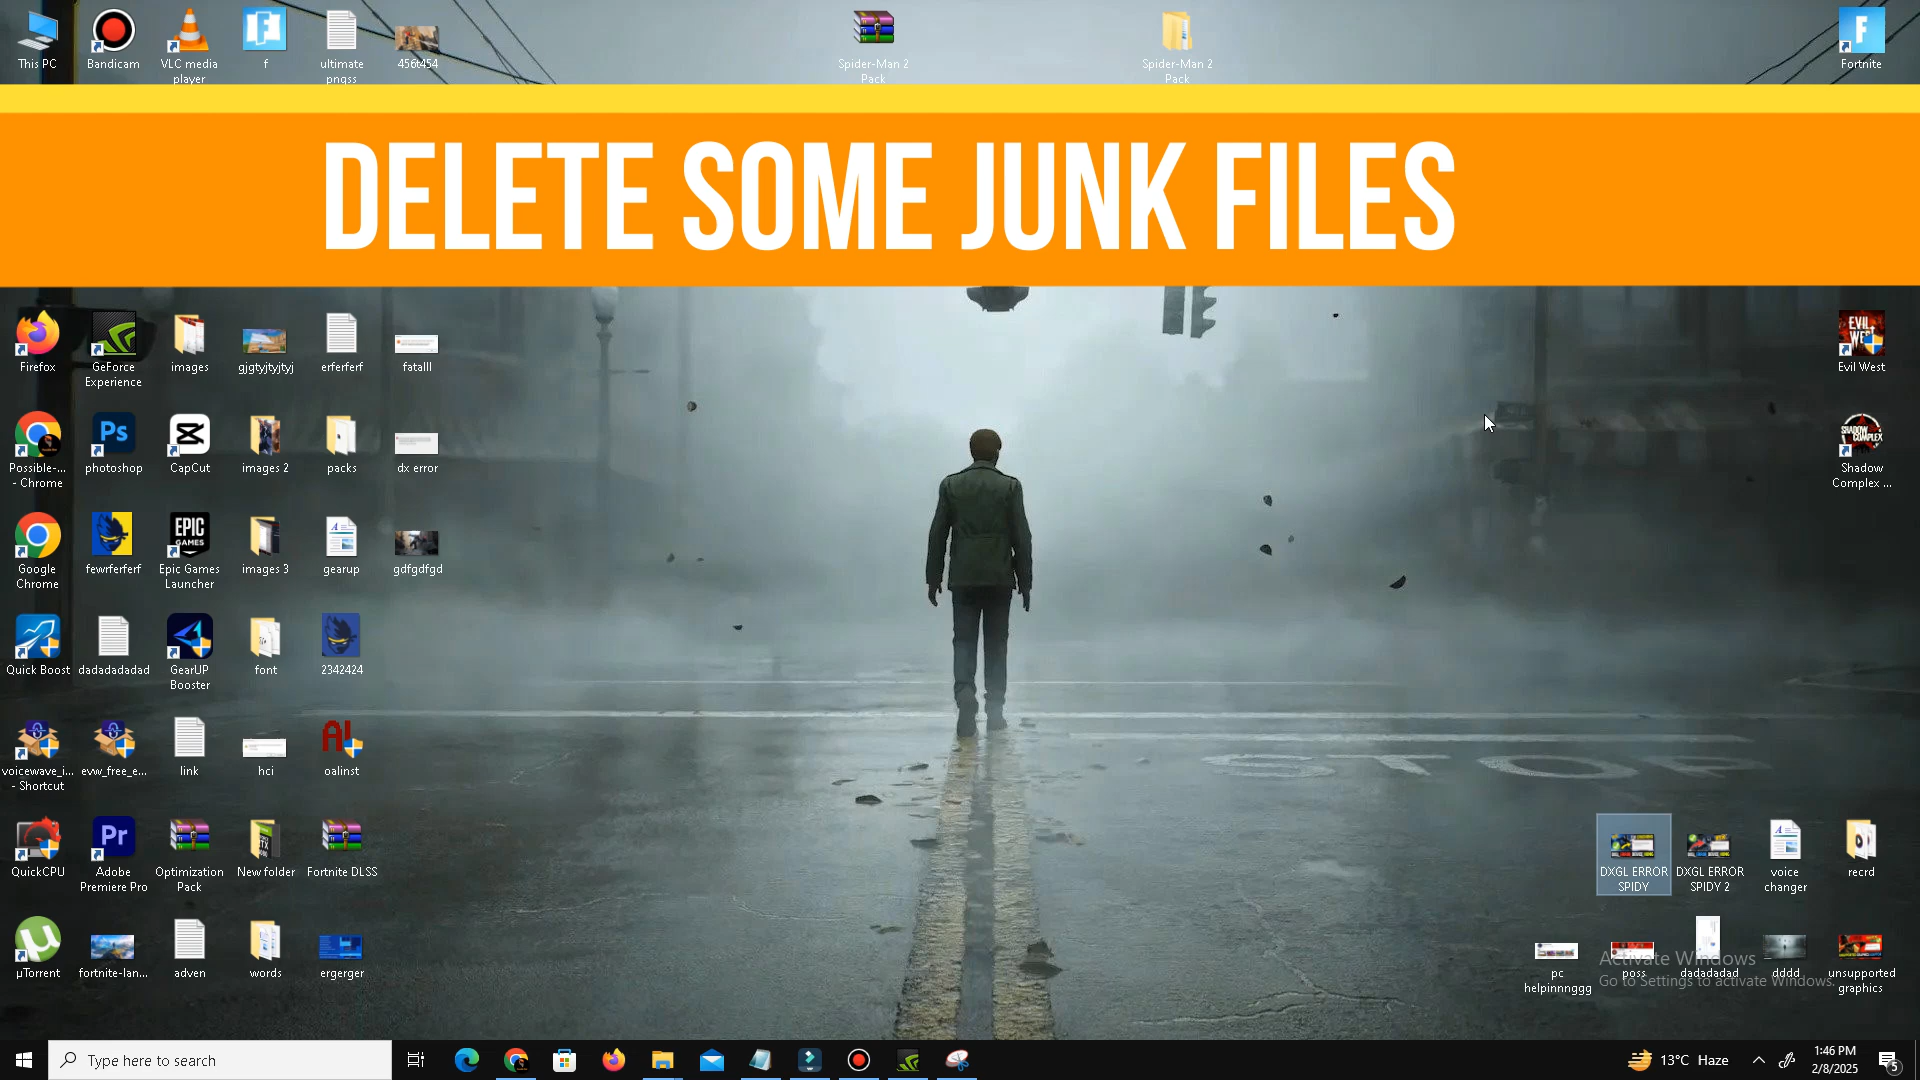 This PC
Bandicam
VLC media
player
f
ultimate
pngss
456t454
Spider-Man 2
Pack
Spider-Man 2
Pack
Fortnite
DELETE SOME JUNK FILES
Firefox
GeForce
Experience
images
gjgtyjtyjtyj
erferferf
fatalll
Evil West
Possible-...
- Chrome
photoshop
CapCut
images 2
packs
dx error
Shadow
Complex ...
Google
Chrome
fewrferferf
Epic Games
Launcher
images 3
gearup
gdfgdfgd
Quick Boost
dadadadadad
GearUP
Booster
font
2342424
voicewave_i...
- Shortcut
evw_free_e...
link
hci
oalinst
QuickCPU
Adobe
Premiere Pro
Optimization
Pack
New folder
Fortnite DLSS
DXGL ERROR
SPIDY
DXGL ERROR
SPIDY 2
voice
changer
recrd
µTorrent
fortnite-lan...
adven
words
ergerger
pc
helpinnnggg
poss
dadadadad
dddd
unsupported
graphics
Activate Windows
Go to Settings to activate Windows.
Type here to search
13°C Haze
1:46 PM
2/8/2025
5